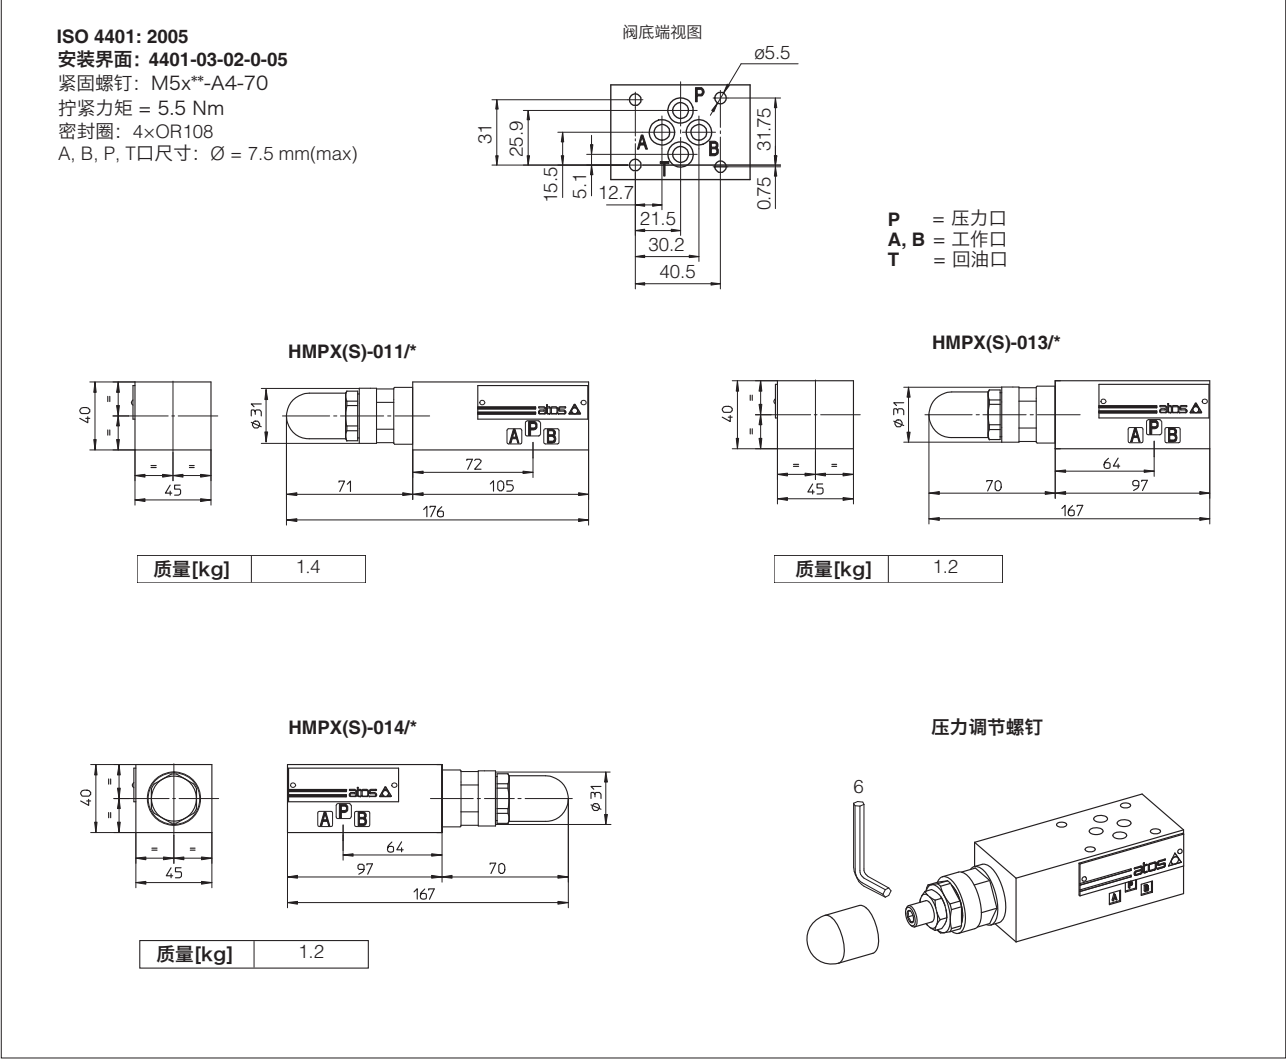 ISO 4401: 2005
安装界面：4401-03-02-0-05
紧固螺钉：M5x**-A4-70
拧紧力矩 = 5.5 Nm
密封圈：4×OR108
A, B, P, T口尺寸：Ø = 7.5 mm(max)
阀底端视图
ø5.5
P
A
B
T
31
25.9
15.5
5.1
31.75
0.75
12.7
21.5
30.2
40.5
P = 压力口
A, B = 工作口
T = 回油口
HMPX(S)-011/*
40
=
=
=
=
45
ø31
atos
A P B
72
71
105
176
质量[kg] 1.4
HMPX(S)-013/*
40
=
=
=
=
45
ø31
atos
A P B
64
70
97
167
质量[kg] 1.2
HMPX(S)-014/*
40
=
=
=
=
45
atos
A P B
ø31
64
97
70
167
质量[kg] 1.2
压力调节螺钉
6
atos
A P B